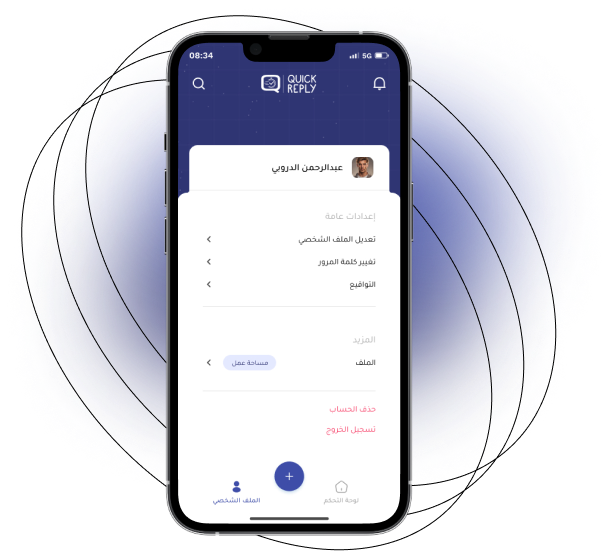 08:34
5G
QUICK
REPLY
عبدالرحمن الدروبي
إعدادات عامة
تعديل الملف الشخصي
تغيير كلمة المرور
التواقيع
المزيد
الملف
مساحة عمل
حذف الحساب
تسجيل الخروج
+
لوحة التحكم
الملف الشخصي